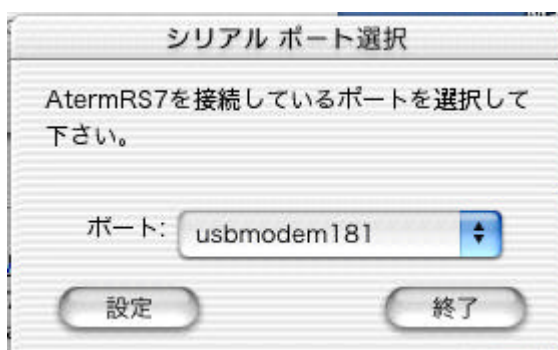 シリアル ポート選択
AtermRS7を接続しているポートを選択して
下さい。
ポート: usbmodem181
設定 終了